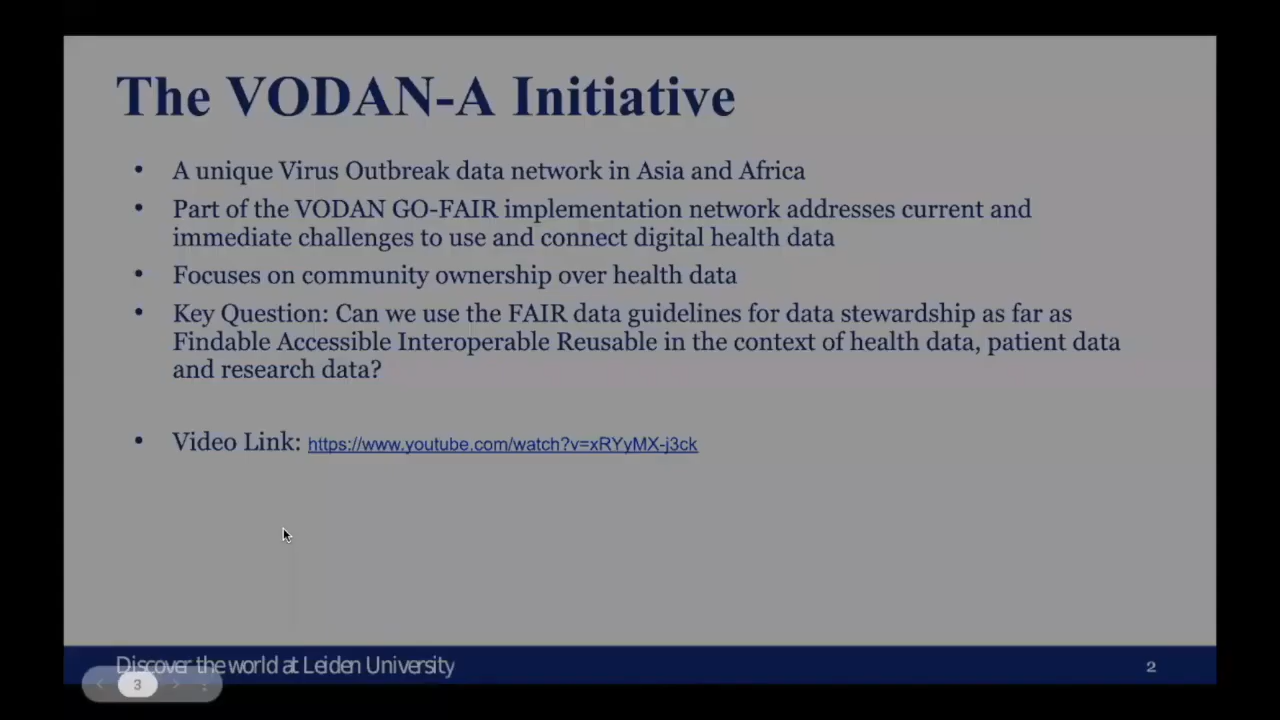 The VODAN-A Initiative
• A unique Virus Outbreak data network in Asia and Africa
• Part of the VODAN GO-FAIR implementation network addresses current and
immediate challenges to use and connect digital health data
• Focuses on community ownership over health data
• Key Question: Can we use the FAIR data guidelines for data stewardship as far as
Findable Accessible Interoperable Reusable in the context of health data, patient data
and research data?
• Video Link: https://www.youtube.com/watch?v=xRYyMX-j3ck
Discover the world at Leiden University
2
3